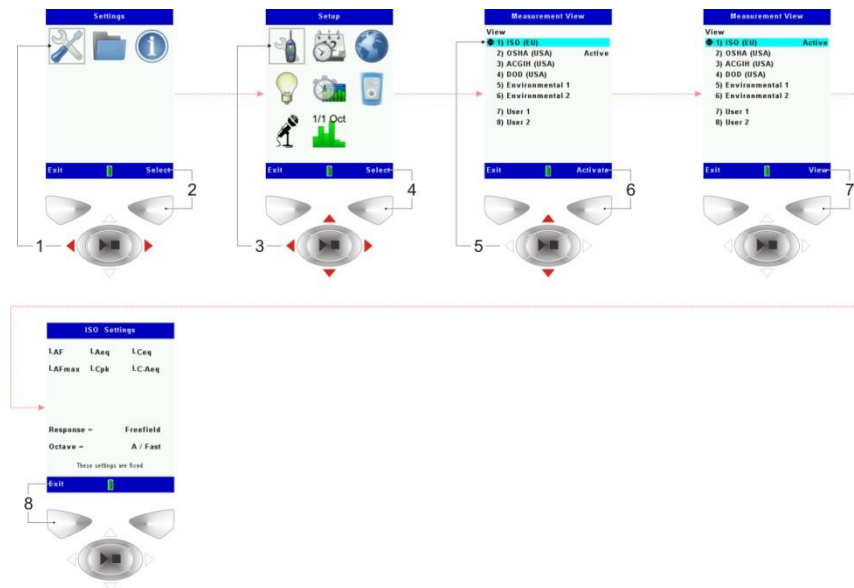 Settings
Exit Select
1
2
Setup
2
1/1 Oct
Exit Select
3
4
Measurement View
View
1) ISO (EU)
2) OSHA (USA) Active
3) ACGIH (USA)
4) DOD (USA)
5) Environmental 1
6) Environmental 2
7) User 1
8) User 2
Exit Activate
5
6
Measurement View
View
1) ISO (EU) Active
2) OSHA (USA)
3) ACGIH (USA)
4) DOD (USA)
5) Environmental 1
6) Environmental 2
7) User 1
8) User 2
Exit View
7
ISO Settings
LAF LAeq LCeq
LAFmax LCpk LC-Aeq
Response = Freefield
Octave = A / Fast
These settings are fixed
Exit
8